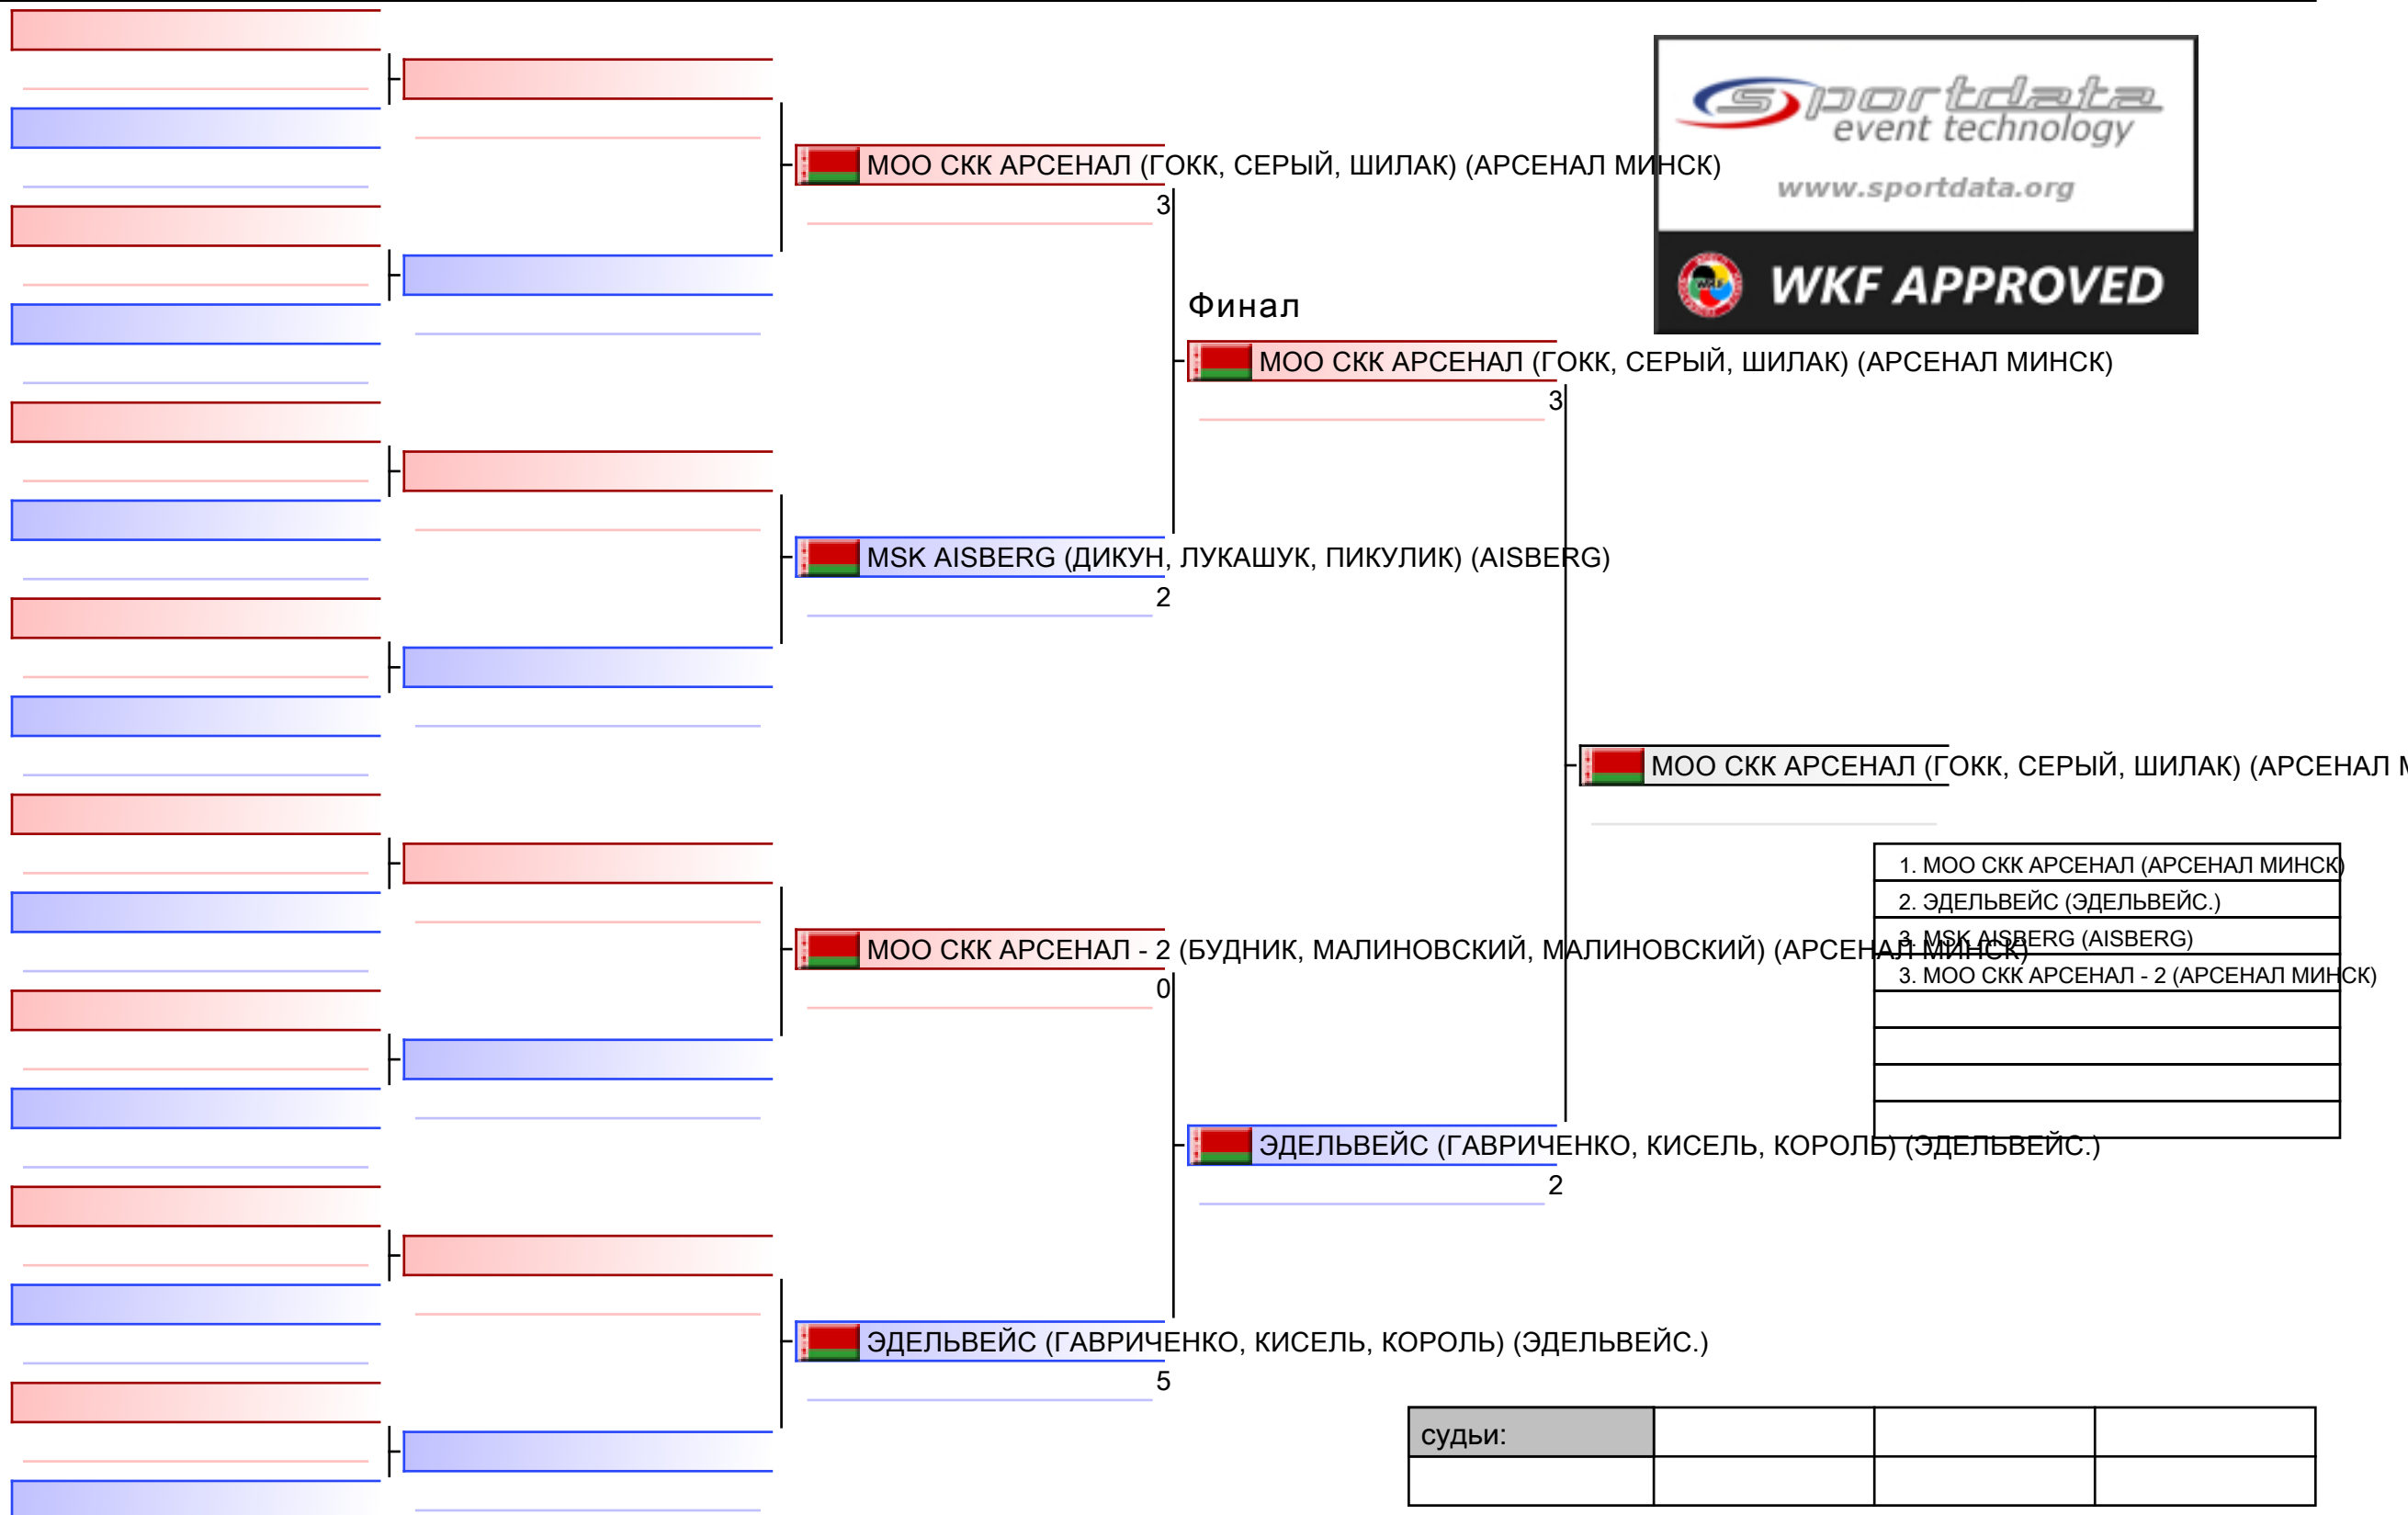 sportdata
event technology
www.sportdata.org
WKF APPROVED
МОО СКК АРСЕНАЛ (ГОКК, СЕРЫЙ, ШИЛАК) (АРСЕНАЛ МИНСК)
3
Финал
МОО СКК АРСЕНАЛ (ГОКК, СЕРЫЙ, ШИЛАК) (АРСЕНАЛ МИНСК)
3
MSK AISBERG (ДИКУН, ЛУКАШУК, ПИКУЛИК) (AISBERG)
2
МОО СКК АРСЕНАЛ (ГОКК, СЕРЫЙ, ШИЛАК) (АРСЕНАЛ М
1. МОО СКК АРСЕНАЛ (АРСЕНАЛ МИНСК)
2. ЭДЕЛЬВЕЙС (ЭДЕЛЬВЕЙС.)
3. MSK AISBERG (AISBERG)
3. МОО СКК АРСЕНАЛ - 2 (АРСЕНАЛ МИНСК)
МОО СКК АРСЕНАЛ - 2 (БУДНИК, МАЛИНОВСКИЙ, МАЛИНОВСКИЙ) (АРСЕНАЛ МИНСК)
0
ЭДЕЛЬВЕЙС (ГАВРИЧЕНКО, КИСЕЛЬ, КОРОЛЬ) (ЭДЕЛЬВЕЙС.)
2
ЭДЕЛЬВЕЙС (ГАВРИЧЕНКО, КИСЕЛЬ, КОРОЛЬ) (ЭДЕЛЬВЕЙС.)
5
судьи: